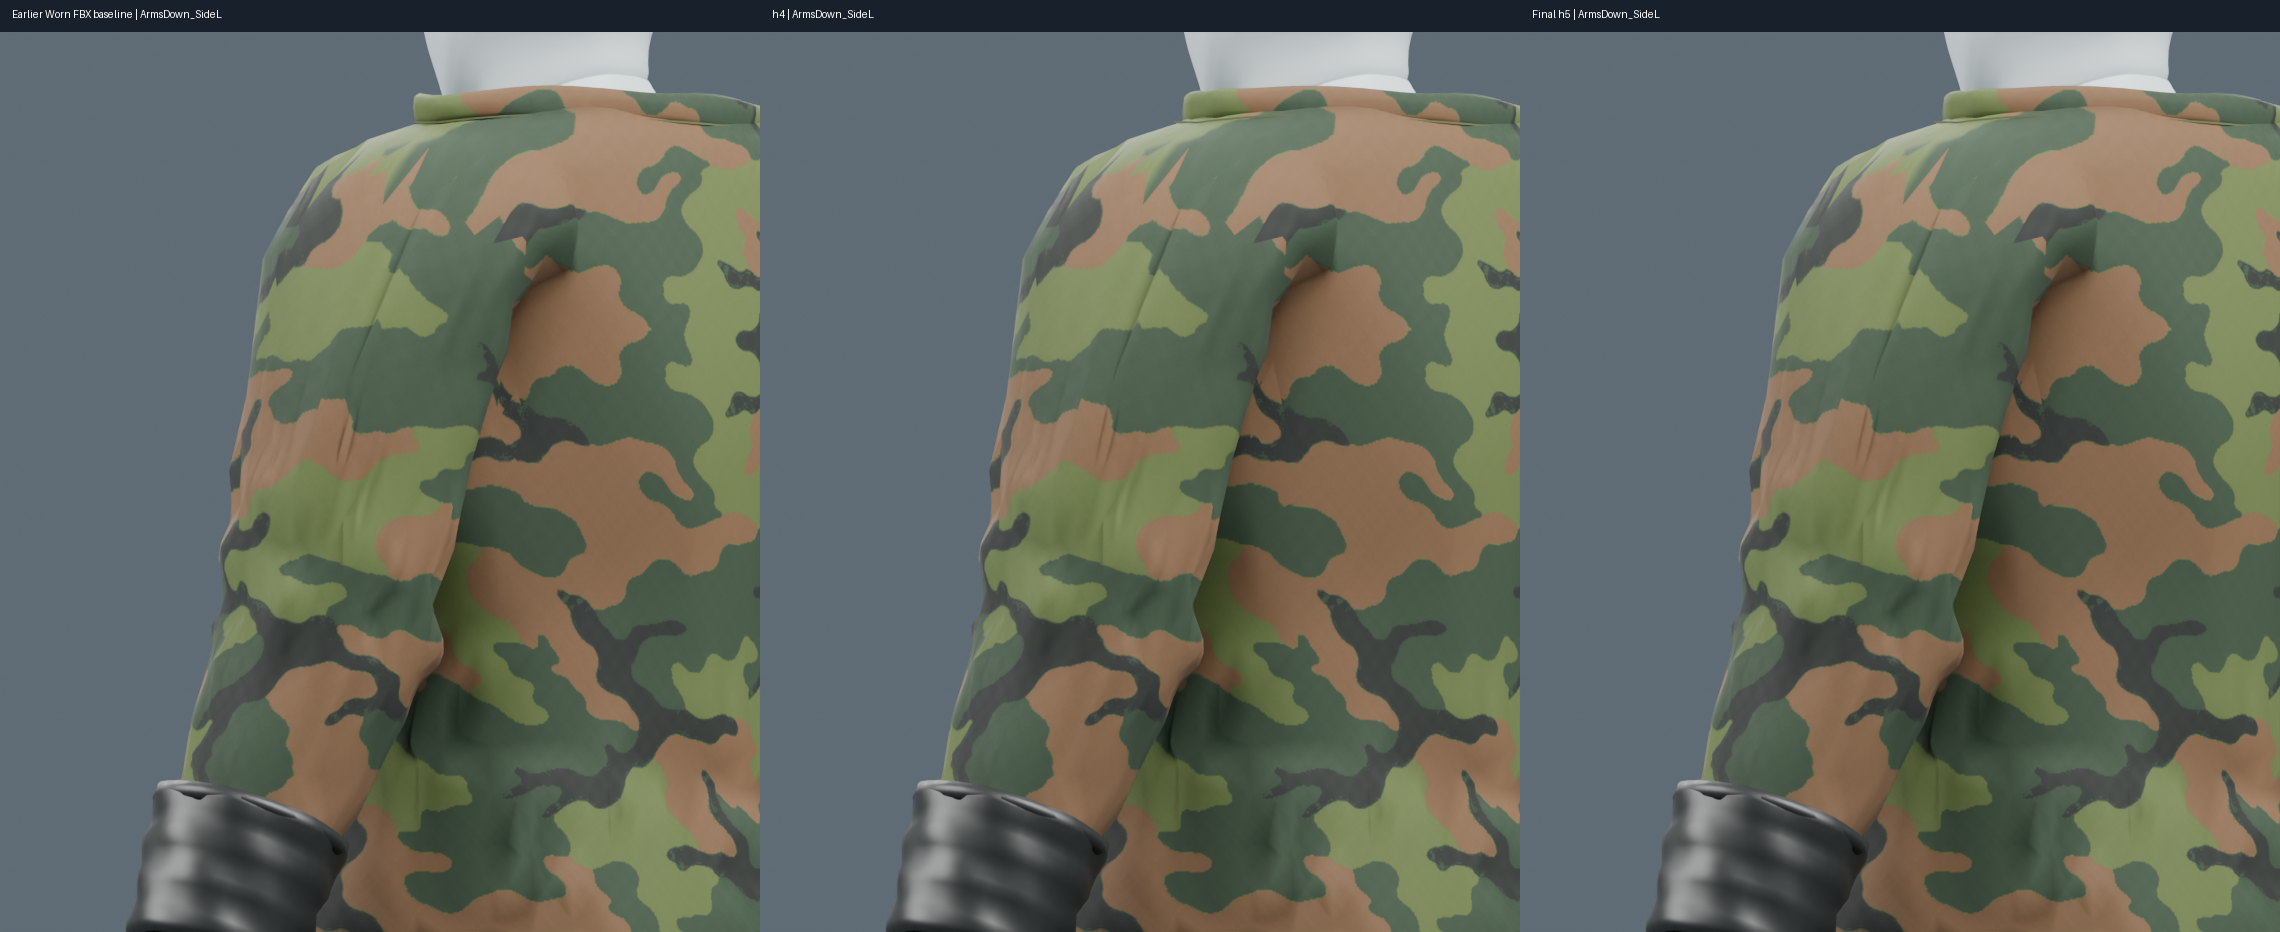 Earlier Worn FBX baseline | ArmsDown_SideL
h4 | ArmsDown_SideL
Final h5 | ArmsDown_SideL